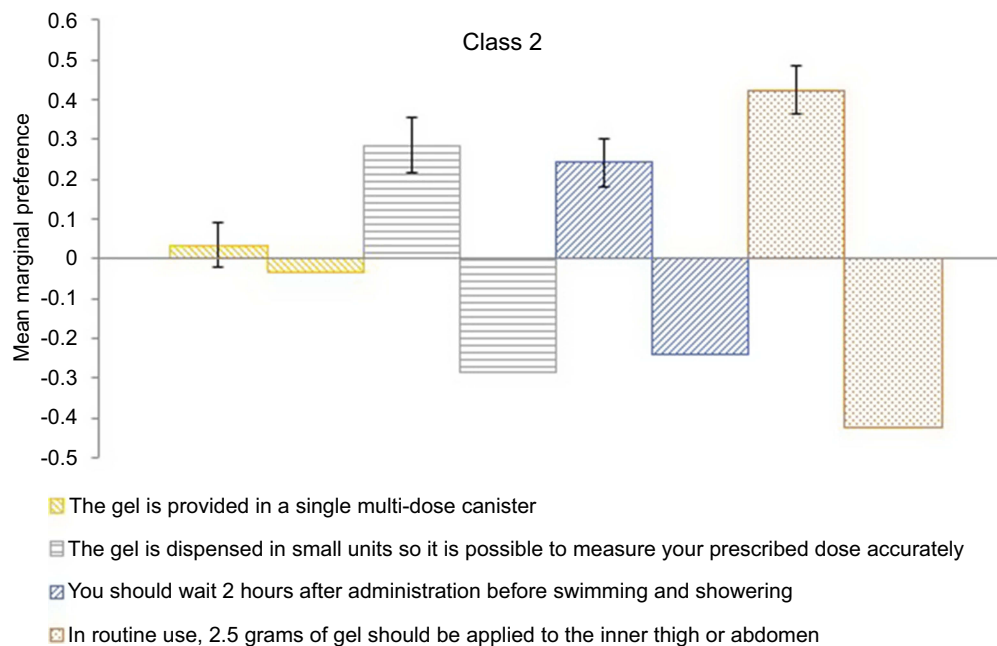 Class 2
Mean marginal preference
0.6
0.5
0.4
0.3
0.2
0.1
0
-0.1
-0.2
-0.3
-0.4
-0.5
The gel is provided in a single multi-dose canister
The gel is dispensed in small units so it is possible to measure your prescribed dose accurately
You should wait 2 hours after administration before swimming and showering
In routine use, 2.5 grams of gel should be applied to the inner thigh or abdomen